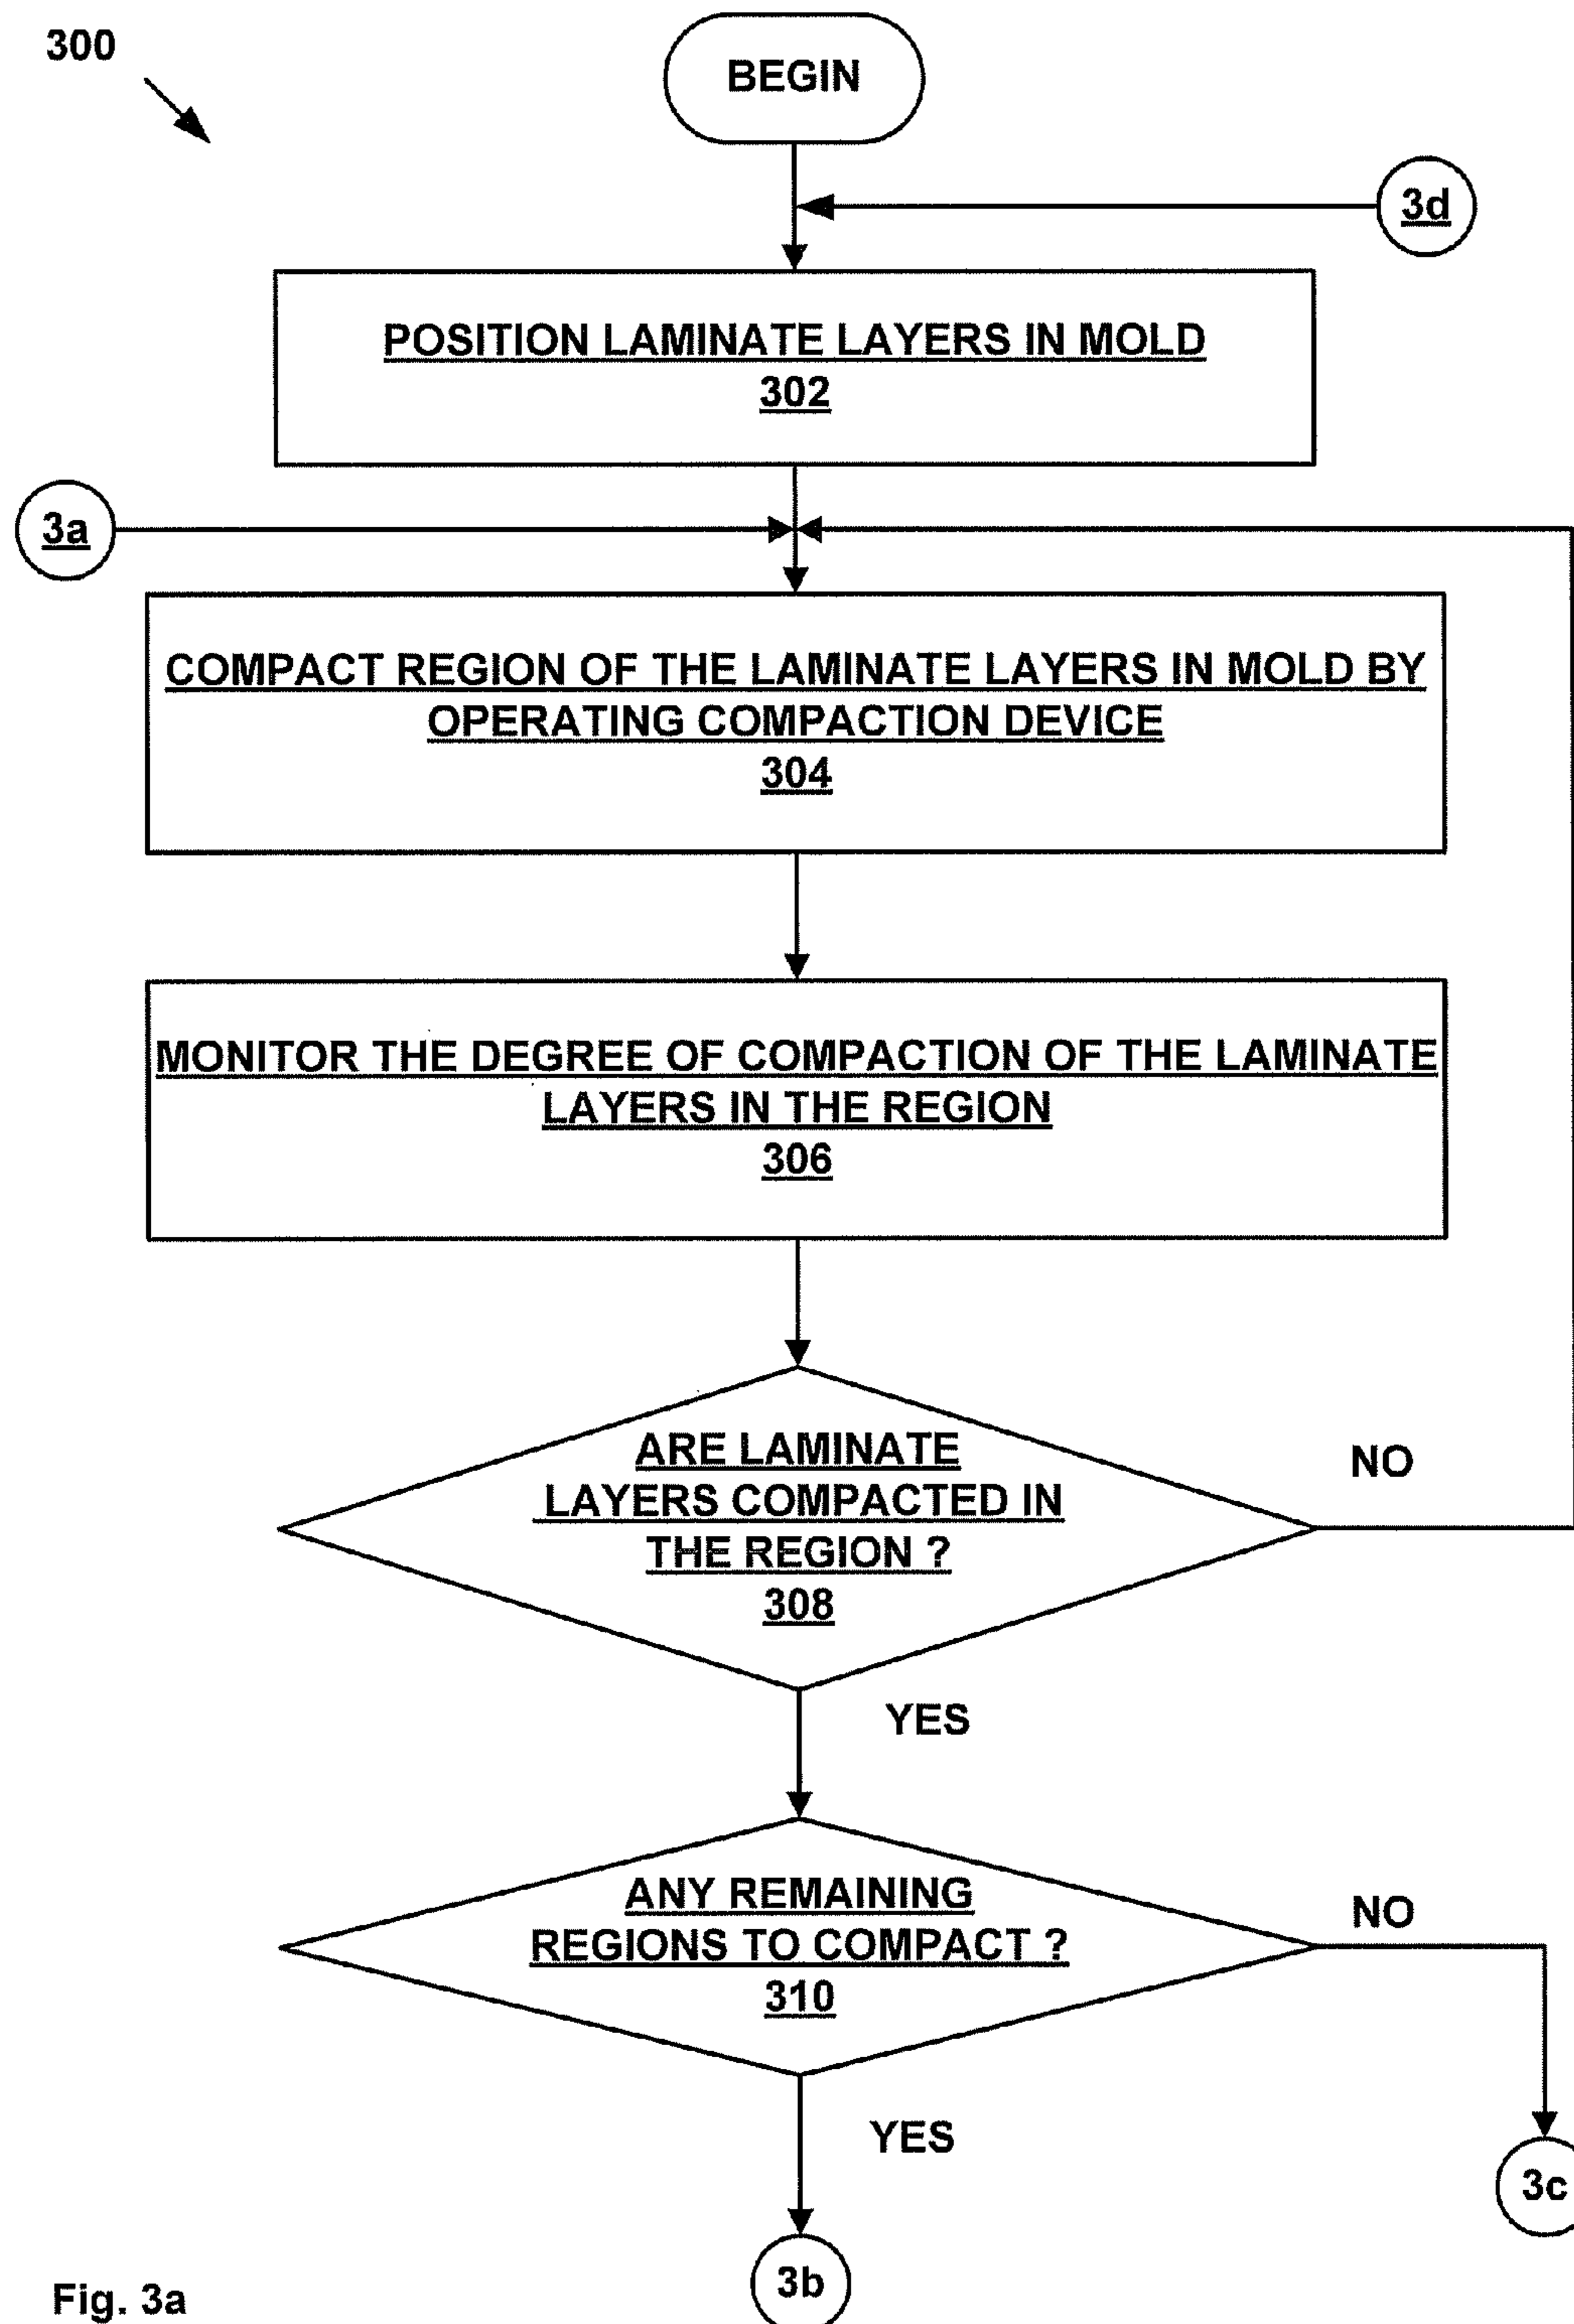 300
BEGIN
3d
POSITION LAMINATE LAYERS IN MOLD
302
3a
COMPACT REGION OF THE LAMINATE LAYERS IN MOLD BY
OPERATING COMPACTION DEVICE
304
MONITOR THE DEGREE OF COMPACTION OF THE LAMINATE
LAYERS IN THE REGION
306
ARE LAMINATE
LAYERS COMPACTED IN
THE REGION ?
308
NO
YES
ANY REMAINING
REGIONS TO COMPACT ?
310
NO
YES
3c
3b
Fig. 3a